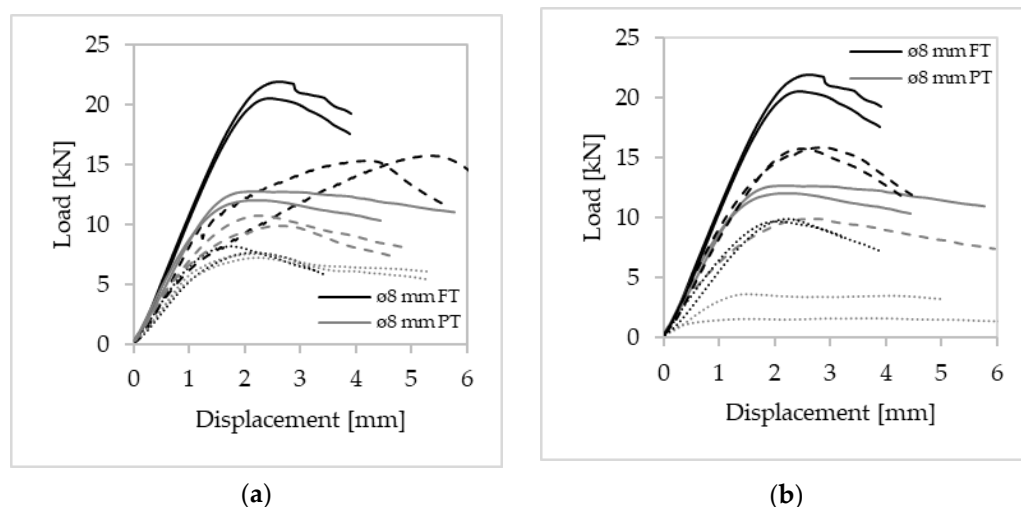 25
20
15
10
5
0
Load [kN]
ø8 mm FT
ø8 mm PT
0 1 2 3 4 5 6
Displacement [mm]
(a)
25
20
15
10
5
0
Load [kN]
ø8 mm FT
ø8 mm PT
0 1 2 3 4 5 6
Displacement [mm]
(b)